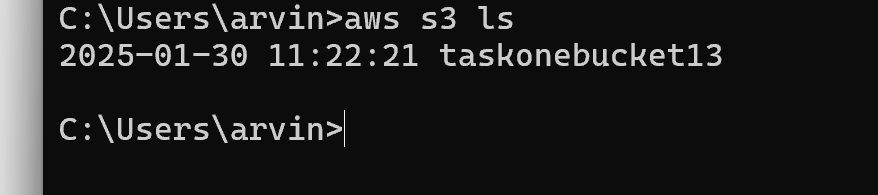 C:\Users\arvin>aws s3 ls
2025-01-30 11:22:21 taskonebucket13
C:\Users\arvin>